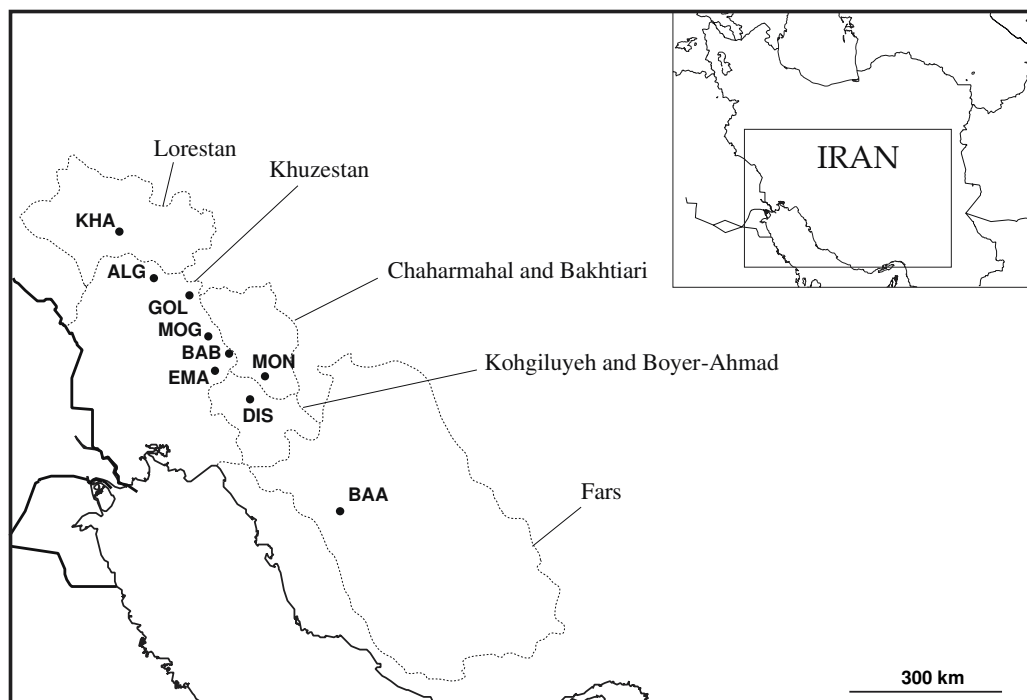 IRAN
Lorestan
Khuzestan
KHA
ALG
Chaharmahal and Bakhtiari
GOL
MOG
BAB
MON
Kohgiluyeh and Boyer-Ahmad
EMA
DIS
BAA
Fars
300 km